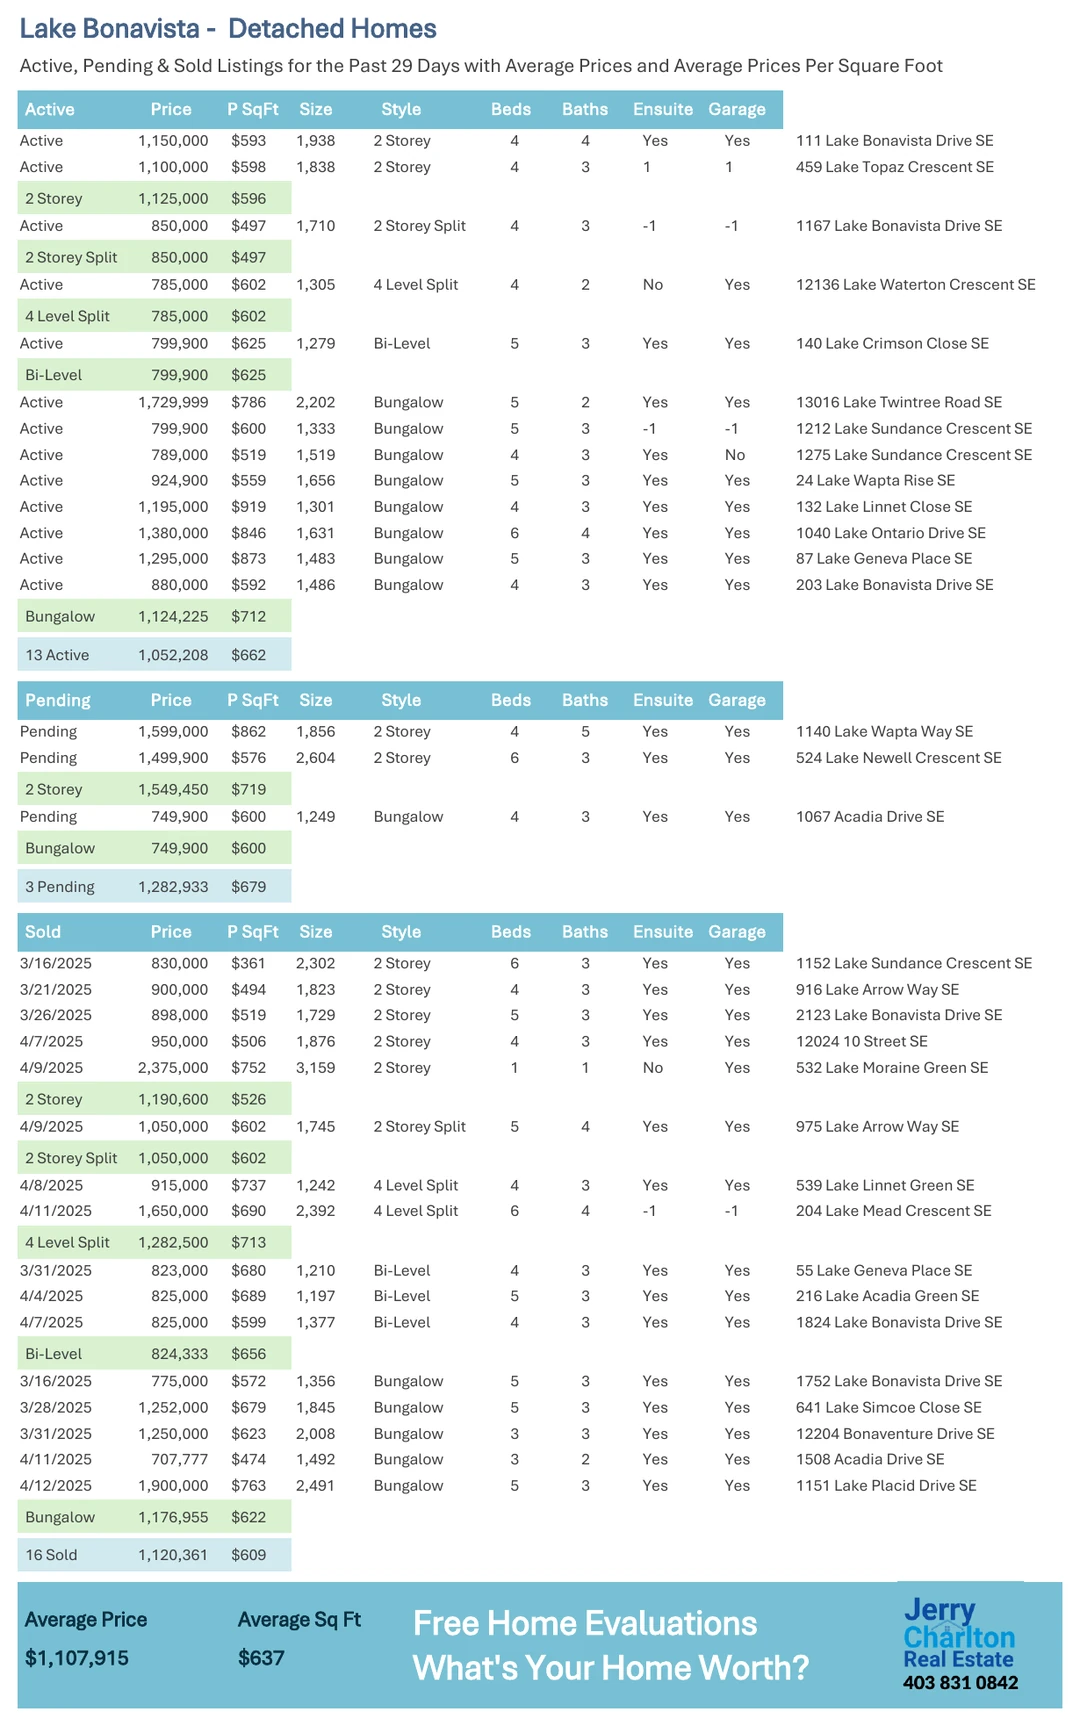 Lake Bonavista - Detached Homes
Active, Pending & Sold Listings for the Past 29 Days with Average Prices and Average Prices Per Square Foot
Active Price P SqFt Size Style Beds Baths Ensuite Garage
Active 1,150,000 $593 1,938 2 Storey 4 4 Yes Yes 111 Lake Bonavista Drive SE
Active 1,100,000 $598 1,838 2 Storey 4 3 1 1 459 Lake Topaz Crescent SE
2 Storey 1,125,000 $596
Active 850,000 $497 1,710 2 Storey Split 4 3 -1 -1 1167 Lake Bonavista Drive SE
2 Storey Split 850,000 $497
Active 785,000 $602 1,305 4 Level Split 4 2 No Yes 12136 Lake Waterton Crescent SE
4 Level Split 785,000 $602
Active 799,900 $625 1,279 Bi-Level 5 3 Yes Yes 140 Lake Crimson Close SE
Bi-Level 799,900 $625
Active 1,729,999 $786 2,202 Bungalow 5 2 Yes Yes 13016 Lake Twintree Road SE
Active 799,900 $600 1,333 Bungalow 5 3 -1 -1 1212 Lake Sundance Crescent SE
Active 789,000 $519 1,519 Bungalow 4 3 Yes No 1275 Lake Sundance Crescent SE
Active 924,900 $559 1,656 Bungalow 5 3 Yes Yes 24 Lake Wapta Rise SE
Active 1,195,000 $919 1,301 Bungalow 4 3 Yes Yes 132 Lake Linnet Close SE
Active 1,380,000 $846 1,631 Bungalow 6 4 Yes Yes 1040 Lake Ontario Drive SE
Active 1,295,000 $873 1,483 Bungalow 5 3 Yes Yes 87 Lake Geneva Place SE
Active 880,000 $592 1,486 Bungalow 4 3 Yes Yes 203 Lake Bonavista Drive SE
Bungalow 1,124,225 $712
13 Active 1,052,208 $662
Pending Price P SqFt Size Style Beds Baths Ensuite Garage
Pending 1,599,000 $862 1,856 2 Storey 4 5 Yes Yes 1140 Lake Wapta Way SE
Pending 1,499,900 $576 2,604 2 Storey 6 3 Yes Yes 524 Lake Newell Crescent SE
2 Storey 1,549,450 $719
Pending 749,900 $600 1,249 Bungalow 4 3 Yes Yes 1067 Acadia Drive SE
Bungalow 749,900 $600
3 Pending 1,282,933 $679
Sold Price P SqFt Size Style Beds Baths Ensuite Garage
3/16/2025 830,000 $361 2,302 2 Storey 6 3 Yes Yes 1152 Lake Sundance Crescent SE
3/21/2025 900,000 $494 1,823 2 Storey 4 3 Yes Yes 916 Lake Arrow Way SE
3/26/2025 898,000 $519 1,729 2 Storey 5 3 Yes Yes 2123 Lake Bonavista Drive SE
4/7/2025 950,000 $506 1,876 2 Storey 4 3 Yes Yes 12024 10 Street SE
4/9/2025 2,375,000 $752 3,159 2 Storey 1 1 No Yes 532 Lake Moraine Green SE
2 Storey 1,190,600 $526
4/9/2025 1,050,000 $602 1,745 2 Storey Split 5 4 Yes Yes 975 Lake Arrow Way SE
2 Storey Split 1,050,000 $602
4/8/2025 915,000 $737 1,242 4 Level Split 4 3 Yes Yes 539 Lake Linnet Green SE
4/11/2025 1,650,000 $690 2,392 4 Level Split 6 4 -1 -1 204 Lake Mead Crescent SE
4 Level Split 1,282,500 $713
3/31/2025 823,000 $680 1,210 Bi-Level 4 3 Yes Yes 55 Lake Geneva Place SE
4/4/2025 825,000 $689 1,197 Bi-Level 5 3 Yes Yes 216 Lake Acadia Green SE
4/7/2025 825,000 $599 1,377 Bi-Level 4 3 Yes Yes 1824 Lake Bonavista Drive SE
Bi-Level 824,333 $656
3/16/2025 775,000 $572 1,356 Bungalow 5 3 Yes Yes 1752 Lake Bonavista Drive SE
3/28/2025 1,252,000 $679 1,845 Bungalow 5 3 Yes Yes 641 Lake Simcoe Close SE
3/31/2025 1,250,000 $623 2,008 Bungalow 3 3 Yes Yes 12204 Bonaventure Drive SE
4/11/2025 707,777 $474 1,492 Bungalow 3 2 Yes Yes 1508 Acadia Drive SE
4/12/2025 1,900,000 $763 2,491 Bungalow 5 3 Yes Yes 1151 Lake Placid Drive SE
Bungalow 1,176,955 $622
16 Sold 1,120,361 $609
Average Price Average Sq Ft
$1,107,915 $637
Free Home Evaluations
What's Your Home Worth?
Jerry
Charlton
Real Estate
403 831 0842